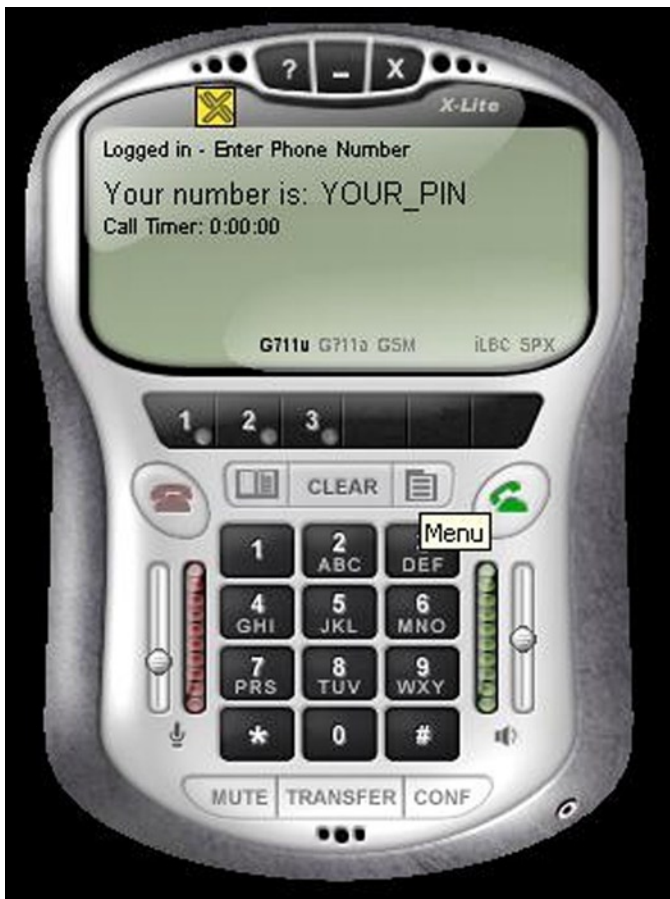 ? – X
X-Lite
Logged in - Enter Phone Number
Your number is: YOUR_PIN
Call Timer: 0:00:00
G711u G711a GSM iLBC SPX
1 2 3
CLEAR
Menu
1 2 ABC DEF
4 GHI 5 JKL 6 MNO
7 PRS 8 TUV 9 WXY
* 0 #
MUTE TRANSFER CONF